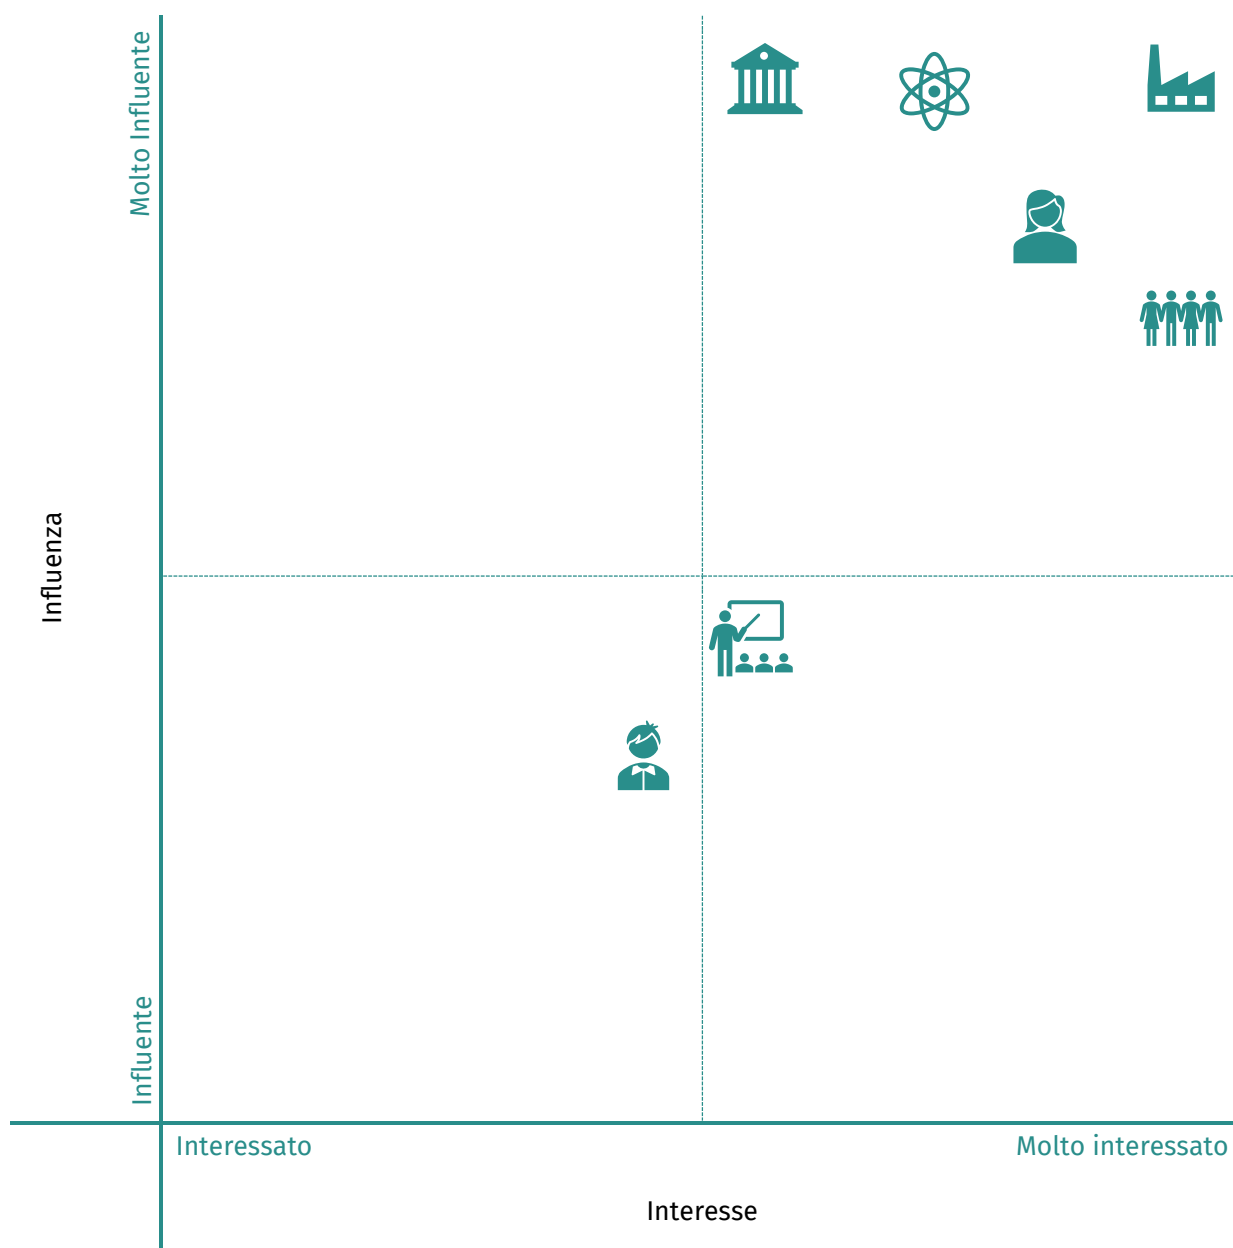 Molto Influente
Influenza
Influente
Interessato
Molto interessato
Interesse